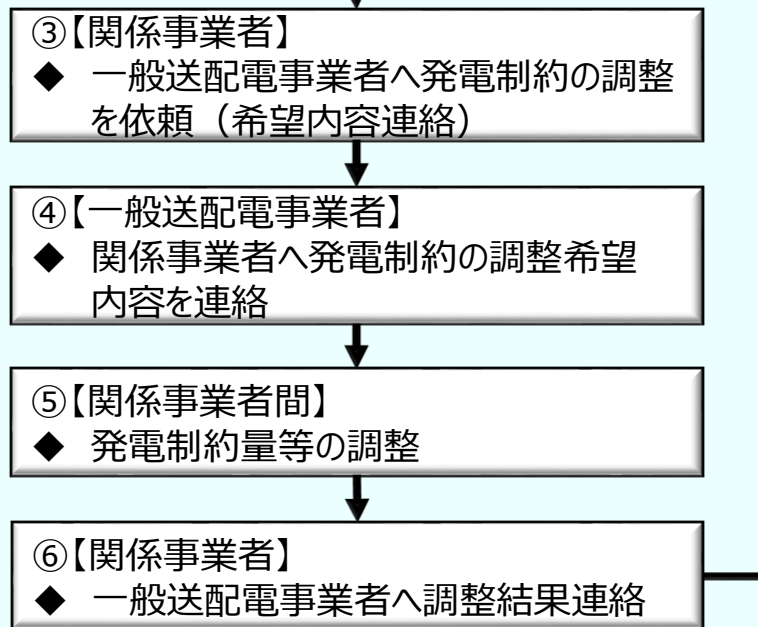 ③【関係事業者】
◆ 一般送配電事業者へ発電制約の調整
を依頼（希望内容連絡）
④【一般送配電事業者】
◆ 関係事業者へ発電制約の調整希望
内容を連絡
⑤【関係事業者間】
◆ 発電制約量等の調整
⑥【関係事業者】
◆ 一般送配電事業者へ調整結果連絡